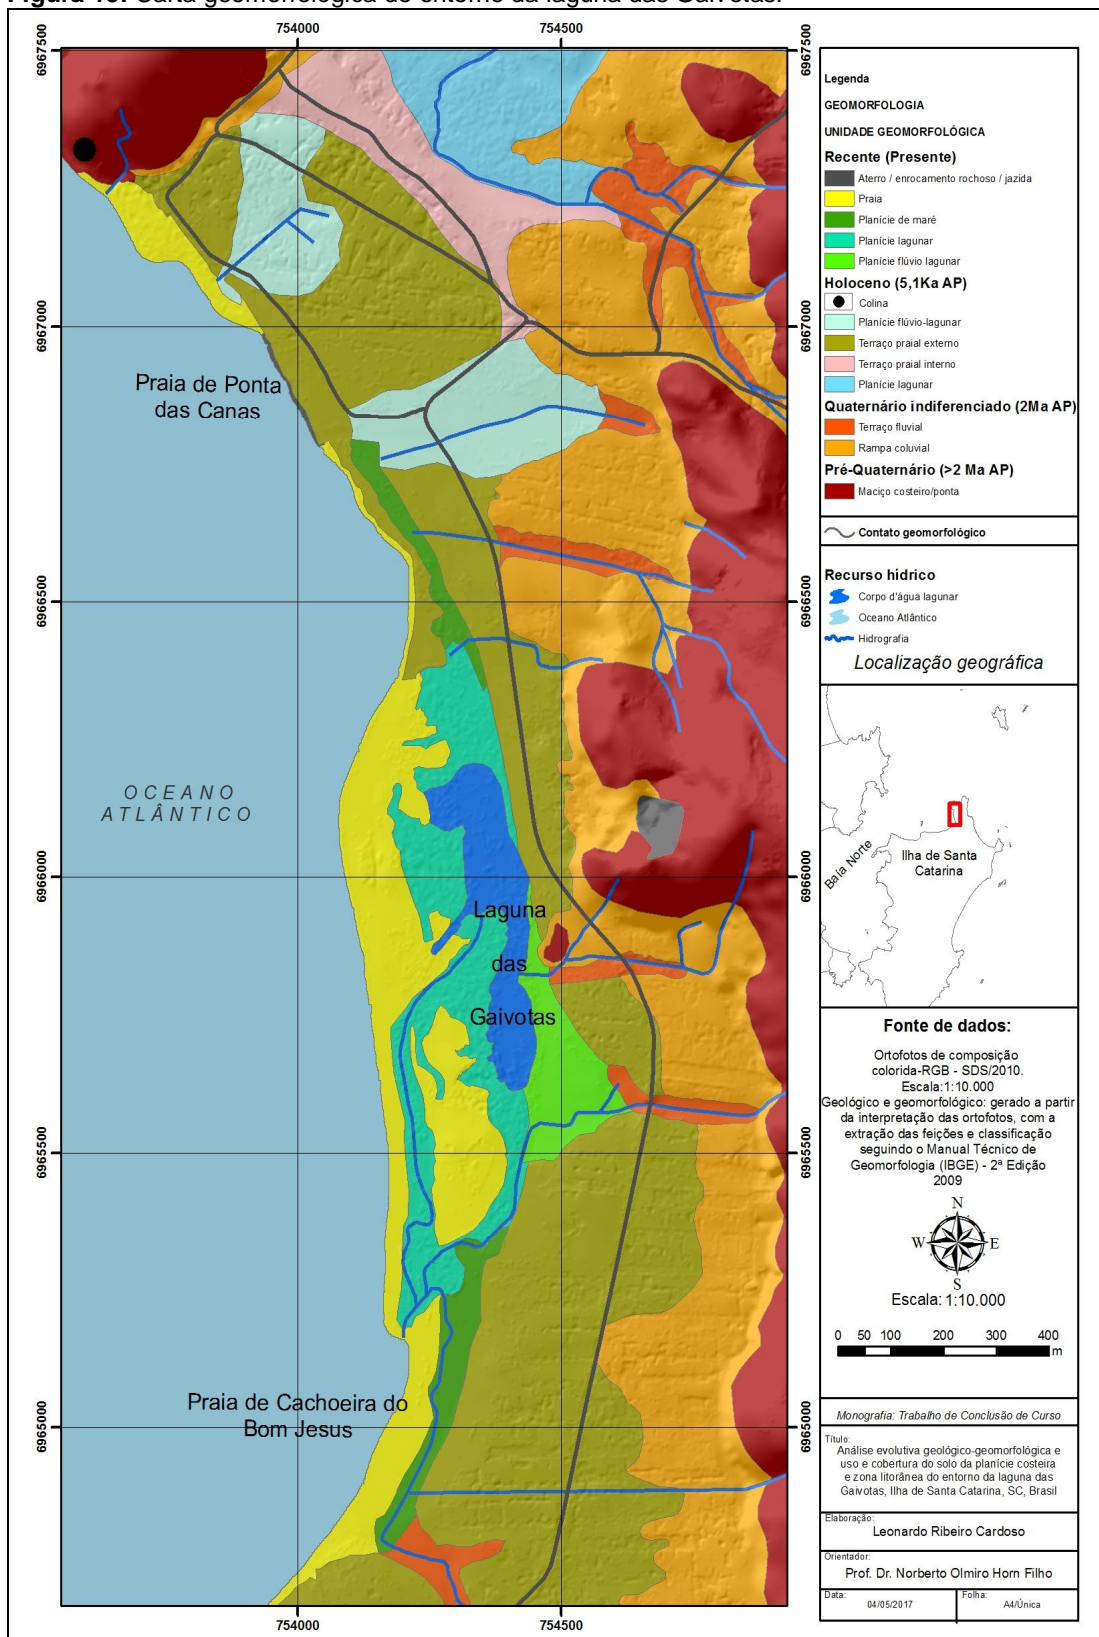 Figura 10. Carta geomorfológica do entorno da laguna das Gaivotas.
754000
754500
6967500
6967500
6967000
6967000
6966500
6966500
6966000
6966000
6965500
6965500
6965000
6965000
754000
754500
Praia de Ponta
das Canas
OCEANO
ATLÂNTICO
Laguna
das
Gaivotas
Praia de Cachoeira do
Bom Jesus
Legenda
GEOMORFOLOGIA
UNIDADE GEOMORFOLÓGICA
Recente (Presente)
Aterro / enrocamento rochoso / jazida
Praia
Planície de maré
Planície lagunar
Planície flúvio lagunar
Holoceno (5,1Ka AP)
Colina
Planície flúvio-lagunar
Terraço praial externo
Terraço praial interno
Planície lagunar
Quaternário indiferenciado (2Ma AP)
Terraço fluvial
Rampa coluvial
Pré-Quaternário (>2 Ma AP)
Maciço costeiro/ponta
Contato geomorfológico
Recurso hídrico
Corpo d'água lagunar
Oceano Atlântico
Hidrografia
Localização geográfica
Baía Norte
Ilha de Santa
Catarina
Fonte de dados:
Ortofotos de composição
colorida-RGB - SDS/2010.
Escala:1:10.000
Geológico e geomorfológico: gerado a partir
da interpretação das ortofotos, com a
extração das feições e classificação
seguindo o Manual Técnico de
Geomorfologia (IBGE) - 2ª Edição
2009
N
W
E
S
Escala: 1:10.000
0 50 100 200 300 400
m
Monografia: Trabalho de Conclusão de Curso
Título:
Análise evolutiva geológico-geomorfológica e
uso e cobertura do solo da planície costeira
e zona litorânea do entorno da laguna das
Gaivotas, Ilha de Santa Catarina, SC, Brasil
Elaboração:
Leonardo Ribeiro Cardoso
Orientador:
Prof. Dr. Norberto Olmiro Horn Filho
Data:
04/05/2017
Folha:
A4/Única